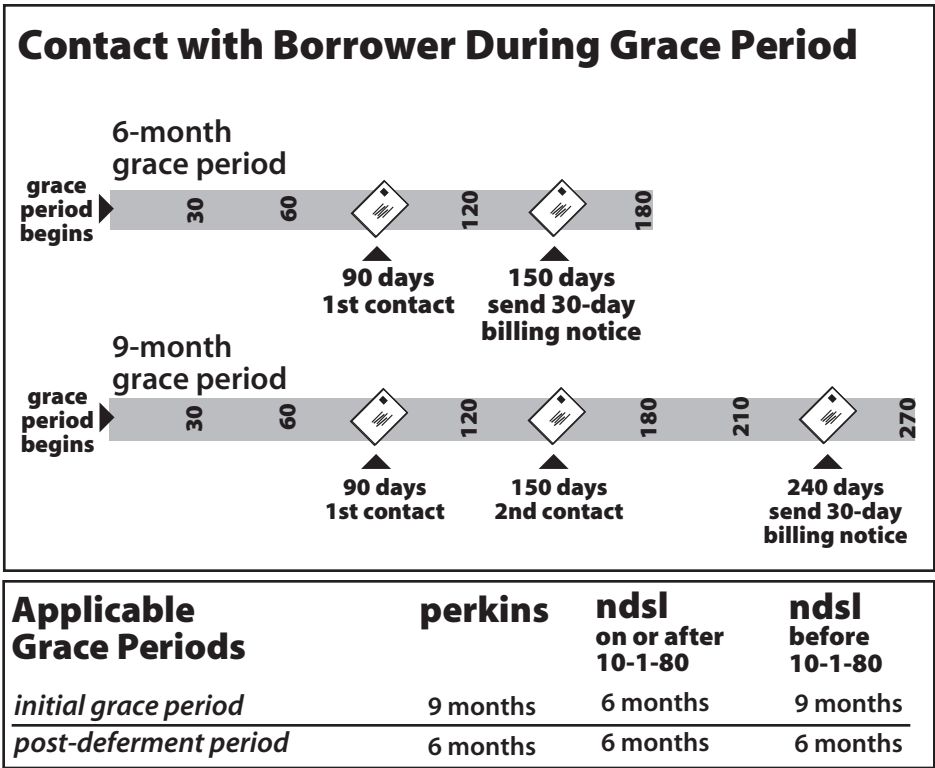 Contact with Borrower During Grace Period
6-month
grace period
grace
period
begins
30
60
120
180
90 days
1st contact
150 days
send 30-day
billing notice
9-month
grace period
grace
period
begins
30
60
120
180
210
270
90 days
1st contact
150 days
2nd contact
240 days
send 30-day
billing notice
Applicable
Grace Periods
perkins
ndsl
on or after
10-1-80
ndsl
before
10-1-80
initial grace period 9 months 6 months 9 months
post-deferment period 6 months 6 months 6 months